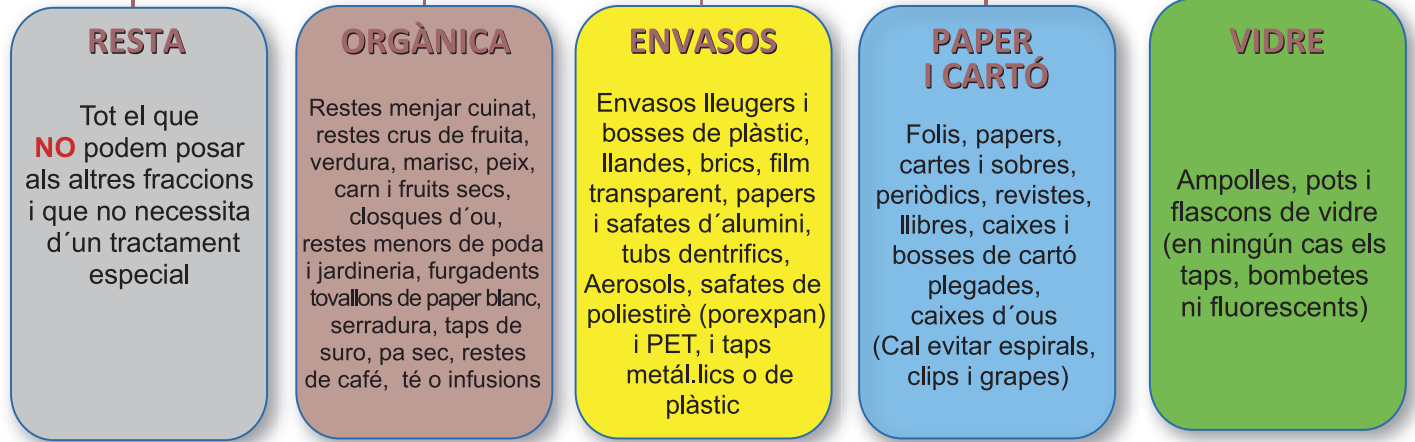 RESTA
Tot el que
NO podem posar
als altres fraccions
i que no necessita
d´un tractament
especial
ORGÀNICA
Restes menjar cuinat,
restes crus de fruita,
verdura, marisc, peix,
carn i fruits secs,
closques d´ou,
restes menors de poda
i jardineria, furgadents
tovallons de paper blanc,
serradura, taps de
suro, pa sec, restes
de café, té o infusions
ENVASOS
Envasos lleugers i
bosses de plàstic,
llandes, brics, film
transparent, papers
i safates d´alumini,
tubs dentrifics,
Aerosols, safates de
poliestirè (porexpan)
i PET, i taps
metál.lics o de
plàstic
PAPER
I CARTÓ
Folis, papers,
cartes i sobres,
periòdics, revistes,
llibres, caixes i
bosses de cartó
plegades,
caixes d´ous
(Cal evitar espirals,
clips i grapes)
VIDRE
Ampolles, pots i
flascons de vidre
(en ningún cas els
taps, bombetes
ni fluorescents)